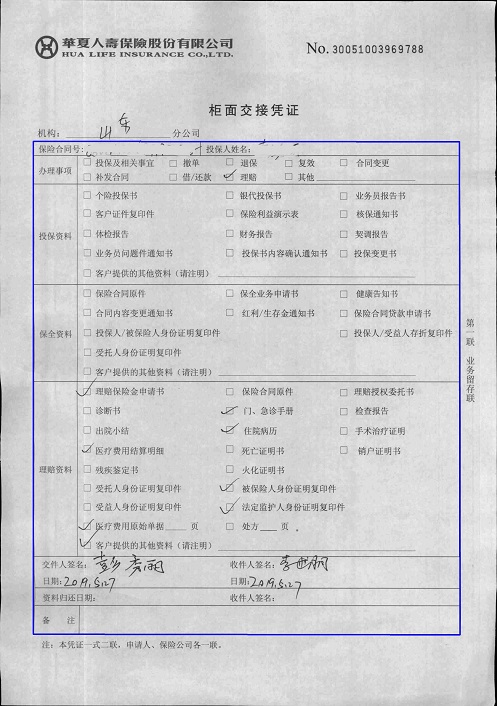 華夏人壽保險股份有限公司
HUA LIFE INSURANCE CO.,LTD.
No. 30051003969788
柜面交接凭证
机构: 山东 分公司
保险合同号: 投保人姓名:
办理事项
□ 投保及相关事宜 □ 撤单 □ 退保 □ 复效 □ 合同变更
□ 补发合同 □ 借/还款 ☑ 理赔 □ 其他
投保资料
□ 个险投保书 □ 银代投保书 □ 业务员报告书
□ 客户证件复印件 □ 保险利益演示表 □ 核保通知书
□ 体检报告 □ 财务报告 □ 契调报告
□ 业务员问题件通知书 □ 投保书内容确认通知书 □ 投保变更书
□ 客户提供的其他资料（请注明）
保全资料
□ 保险合同原件 □ 保全业务申请书 □ 健康告知书
□ 合同内容变更通知书 □ 红利/生存金通知书 □ 保险合同贷款申请书
□ 投保人/被保险人身份证明复印件 □ 投保人/受益人存折复印件
□ 受托人身份证明复印件
□ 客户提供的其他资料（请注明）
理赔资料
☑ 理赔保险金申请书 □ 保险合同原件 □ 理赔授权委托书
□ 诊断书 ☑ 门、急诊手册 □ 检查报告
□ 出院小结 ☑ 住院病历 □ 手术治疗证明
☑ 医疗费用结算明细 □ 死亡证明书 □ 销户证明书
□ 残疾鉴定书 □ 火化证明书
□ 受托人身份证明复印件 ☑ 被保险人身份证明复印件
□ 受益人身份证明复印件 ☑ 法定监护人身份证明复印件
☑ 医疗费用原始单据 页 □ 处方 页。
☑ 客户提供的其他资料（请注明）
交件人签名: 彭秀丽 收件人签名:
日期: 2019.5.27 日期: 2019.5.27
资料归还日期: 收件人签名:
备 注
注：本凭证一式二联，申请人、保险公司各一联。
第一联 业务留存联